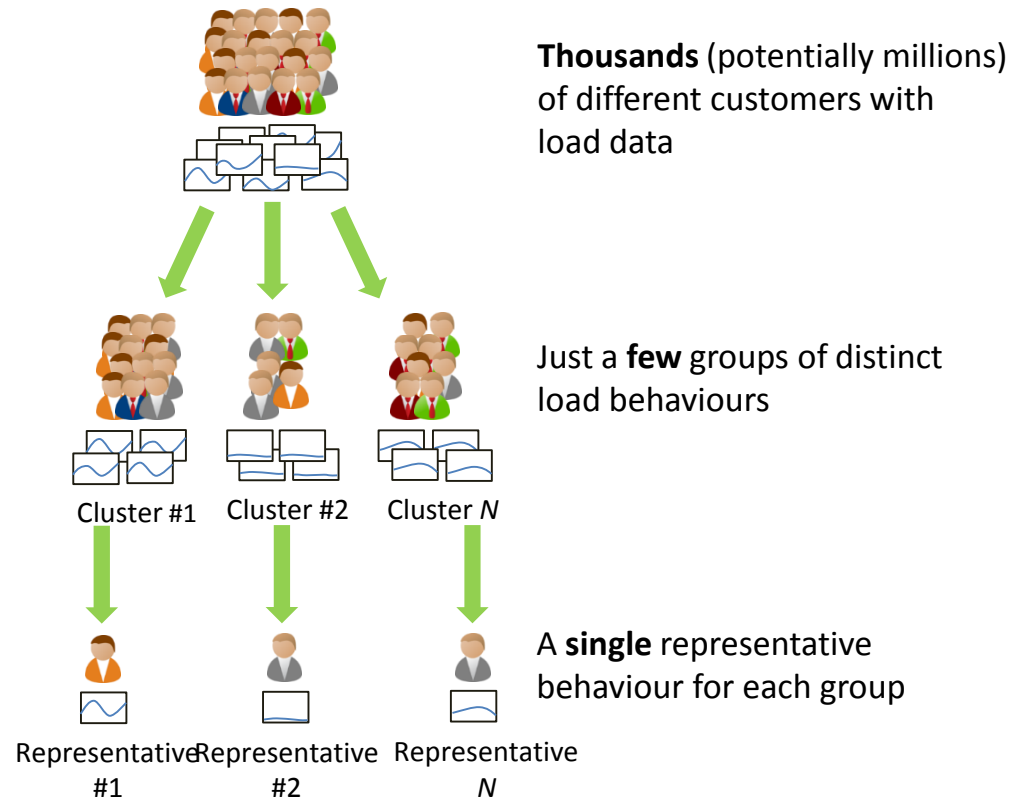 Thousands (potentially millions)
of different customers with
load data
Just a few groups of distinct
load behaviours
Cluster #1
Cluster #2
Cluster N
A single representative
behaviour for each group
Representative
#1
Representative
#2
Representative
N